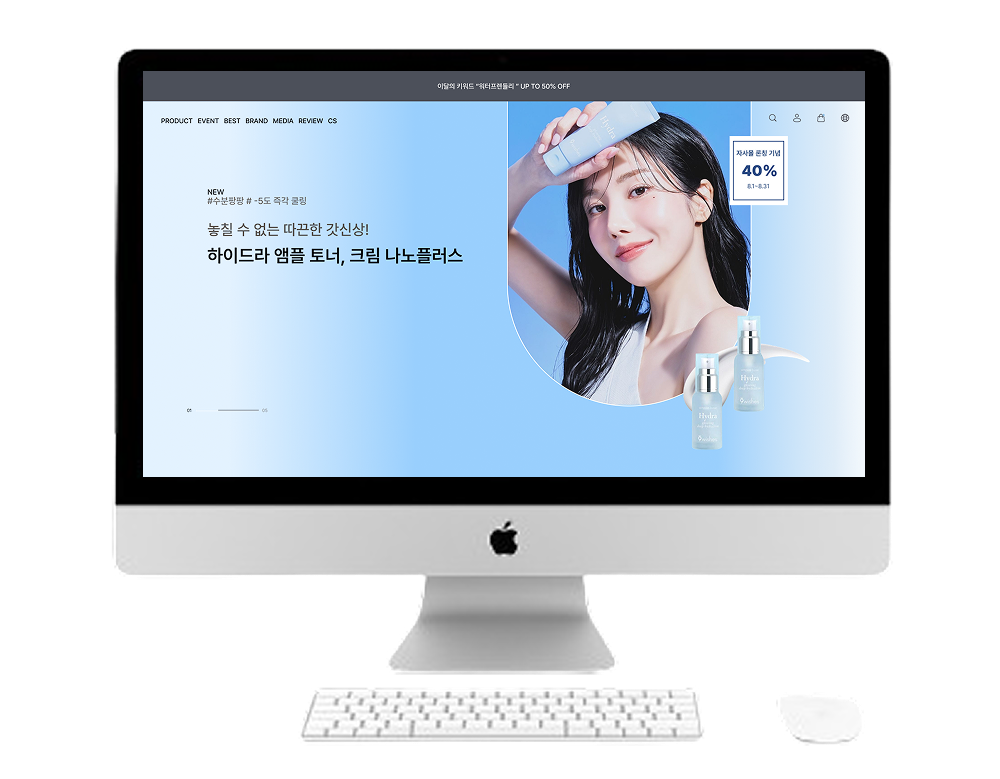 이달의 키워드 "워터프렌들리 " UP TO 50% OFF
PRODUCT EVENT BEST BRAND MEDIA REVIEW CS
자사몰 론칭 기념
40%
8.1~8.31
NEW
#수분팡팡 # -5도 즉각 쿨링
놓칠 수 없는 따끈한 갓신상!
하이드라 앰플 토너, 크림 나노플러스
Hydra
Hydra
Hydra
01